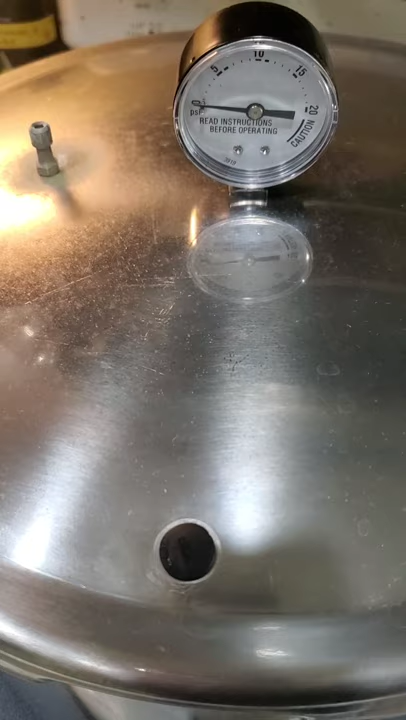 5 10 15
0 20
psi
READ INSTRUCTIONS
BEFORE OPERATING
CAUTION